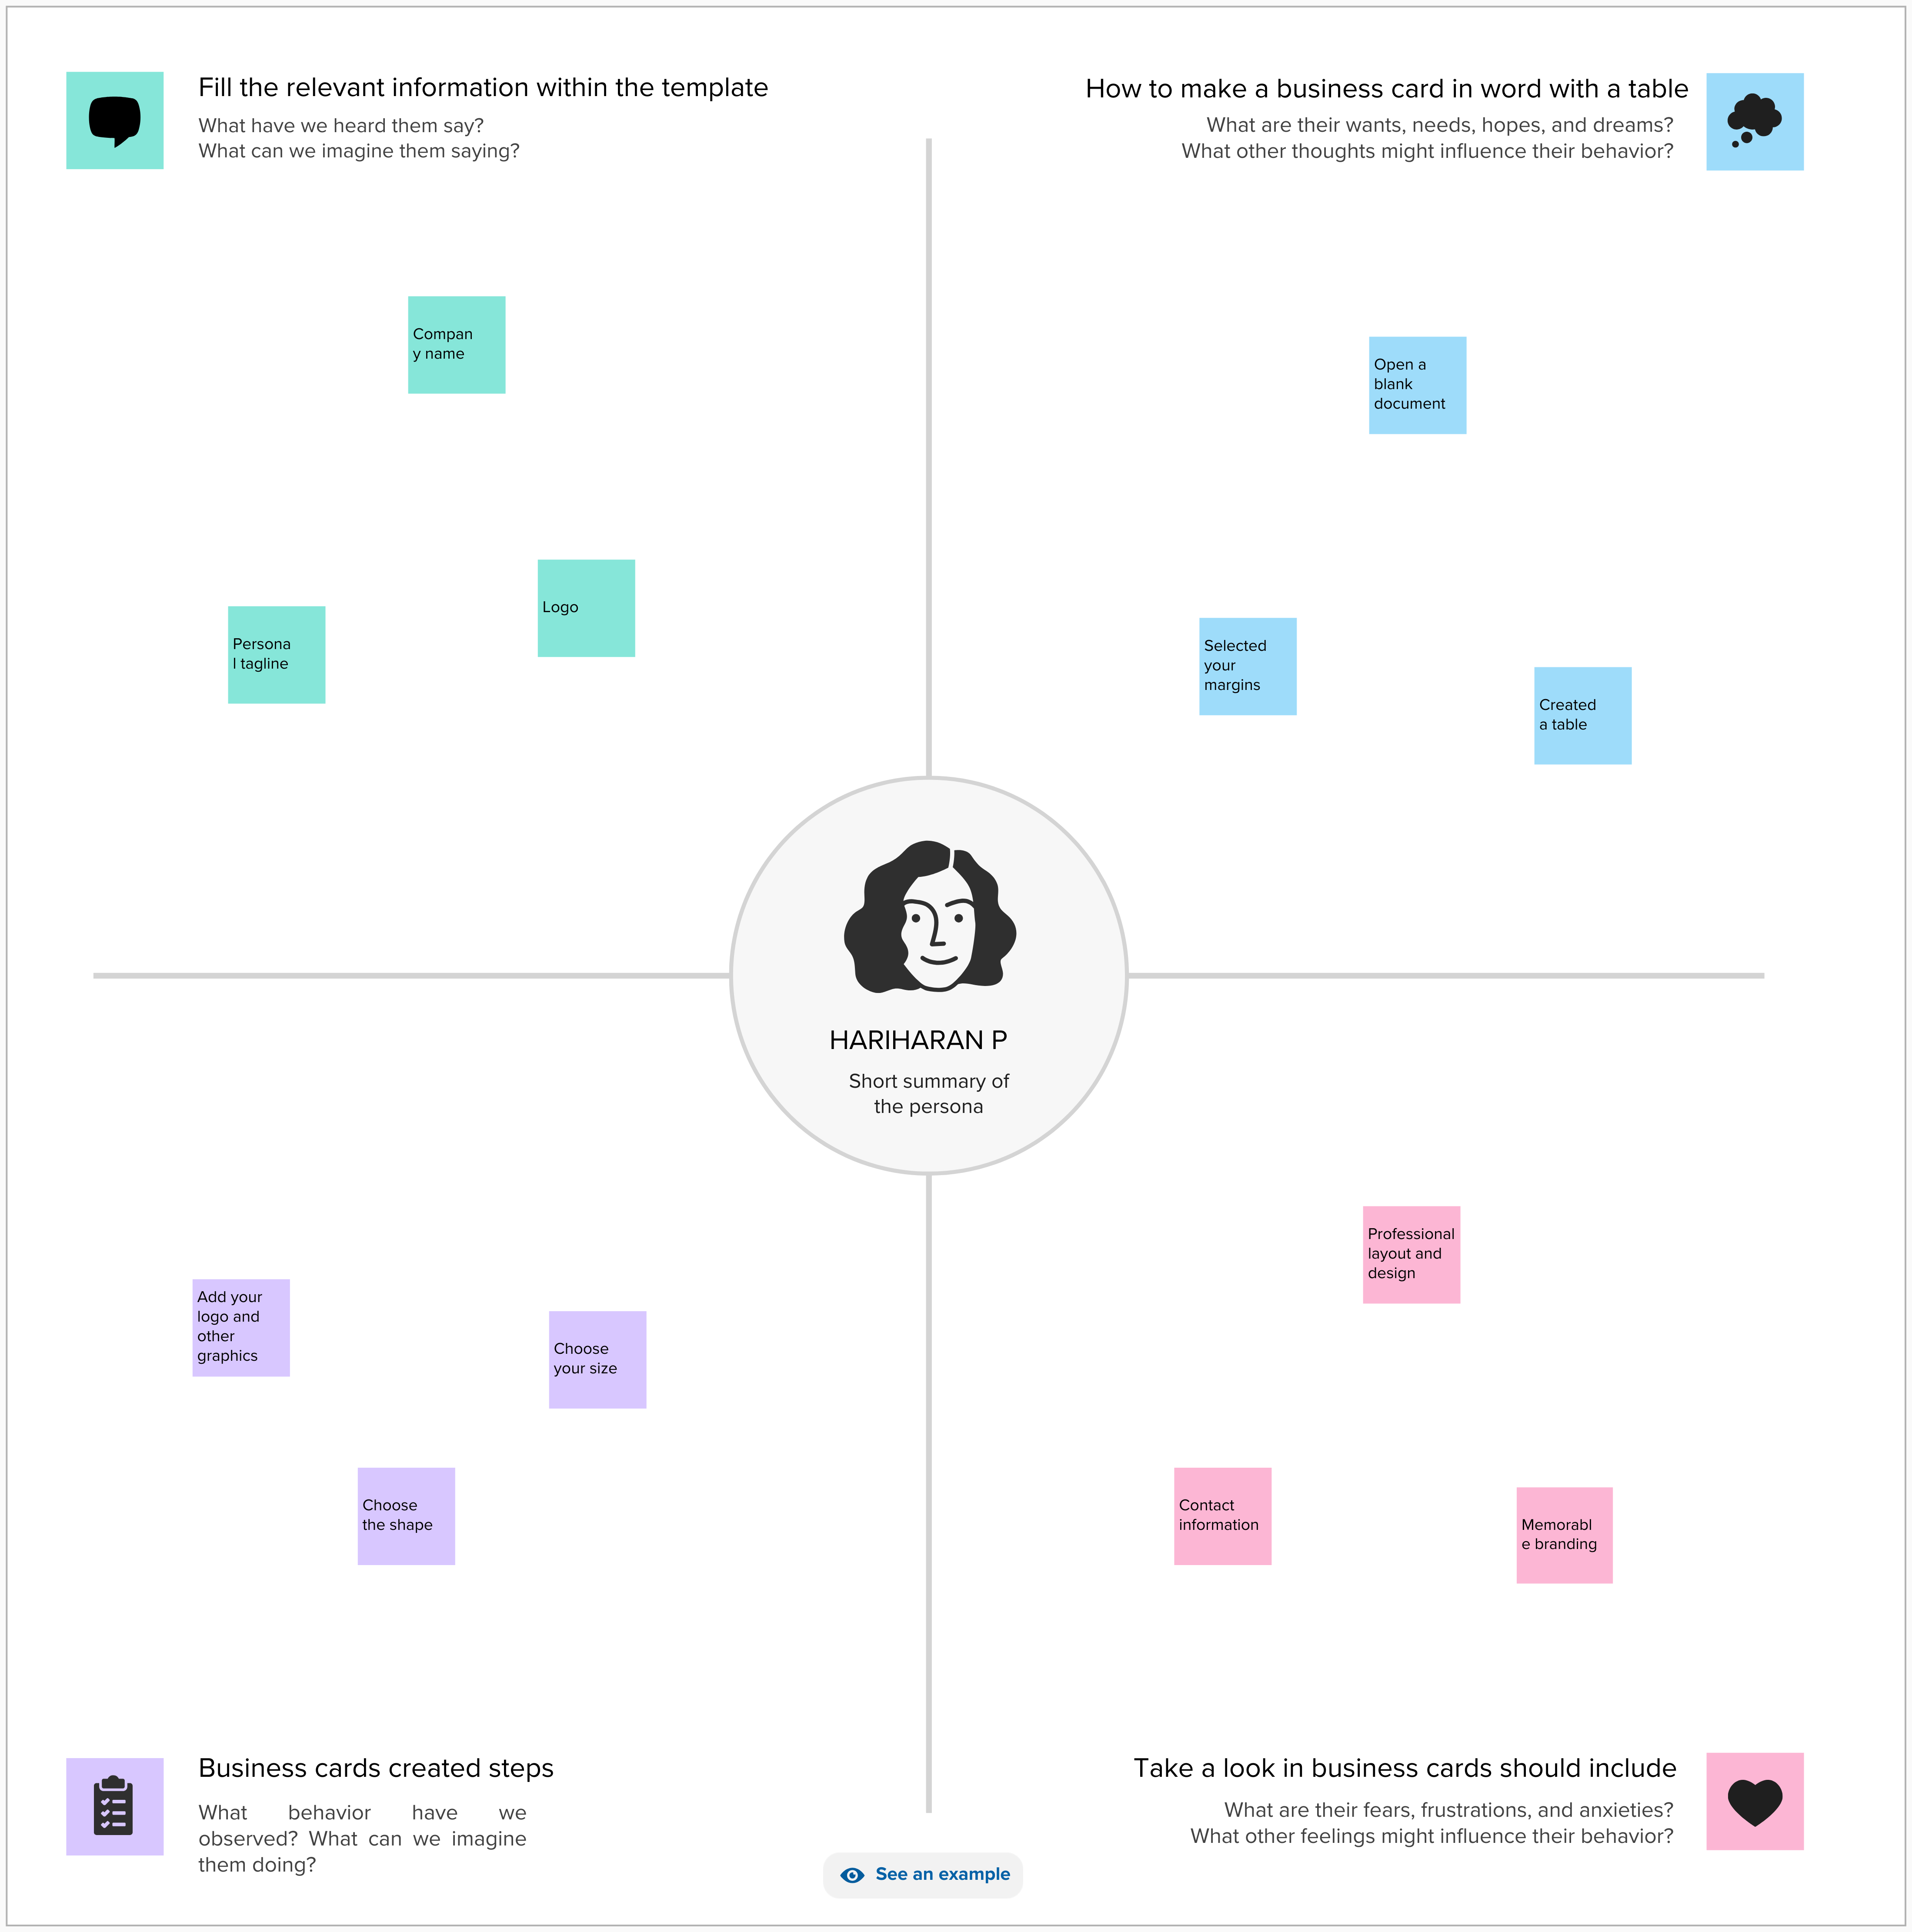 Fill the relevant information within the template
What have we heard them say?
What can we imagine them saying?
How to make a business card in word with a table
What are their wants, needs, hopes, and dreams?
What other thoughts might influence their behavior?
Compan
y name
Persona
l tagline
Logo
Open a
blank
document
Selected
your
margins
Created
a table
HARIHARAN P
Short summary of
the persona
Add your
logo and
other
graphics
Choose
your size
Choose
the shape
Professional
layout and
design
Contact
information
Memorabl
e branding
Business cards created steps
What behavior have we
observed? What can we imagine
them doing?
Take a look in business cards should include
What are their fears, frustrations, and anxieties?
What other feelings might influence their behavior?
See an example